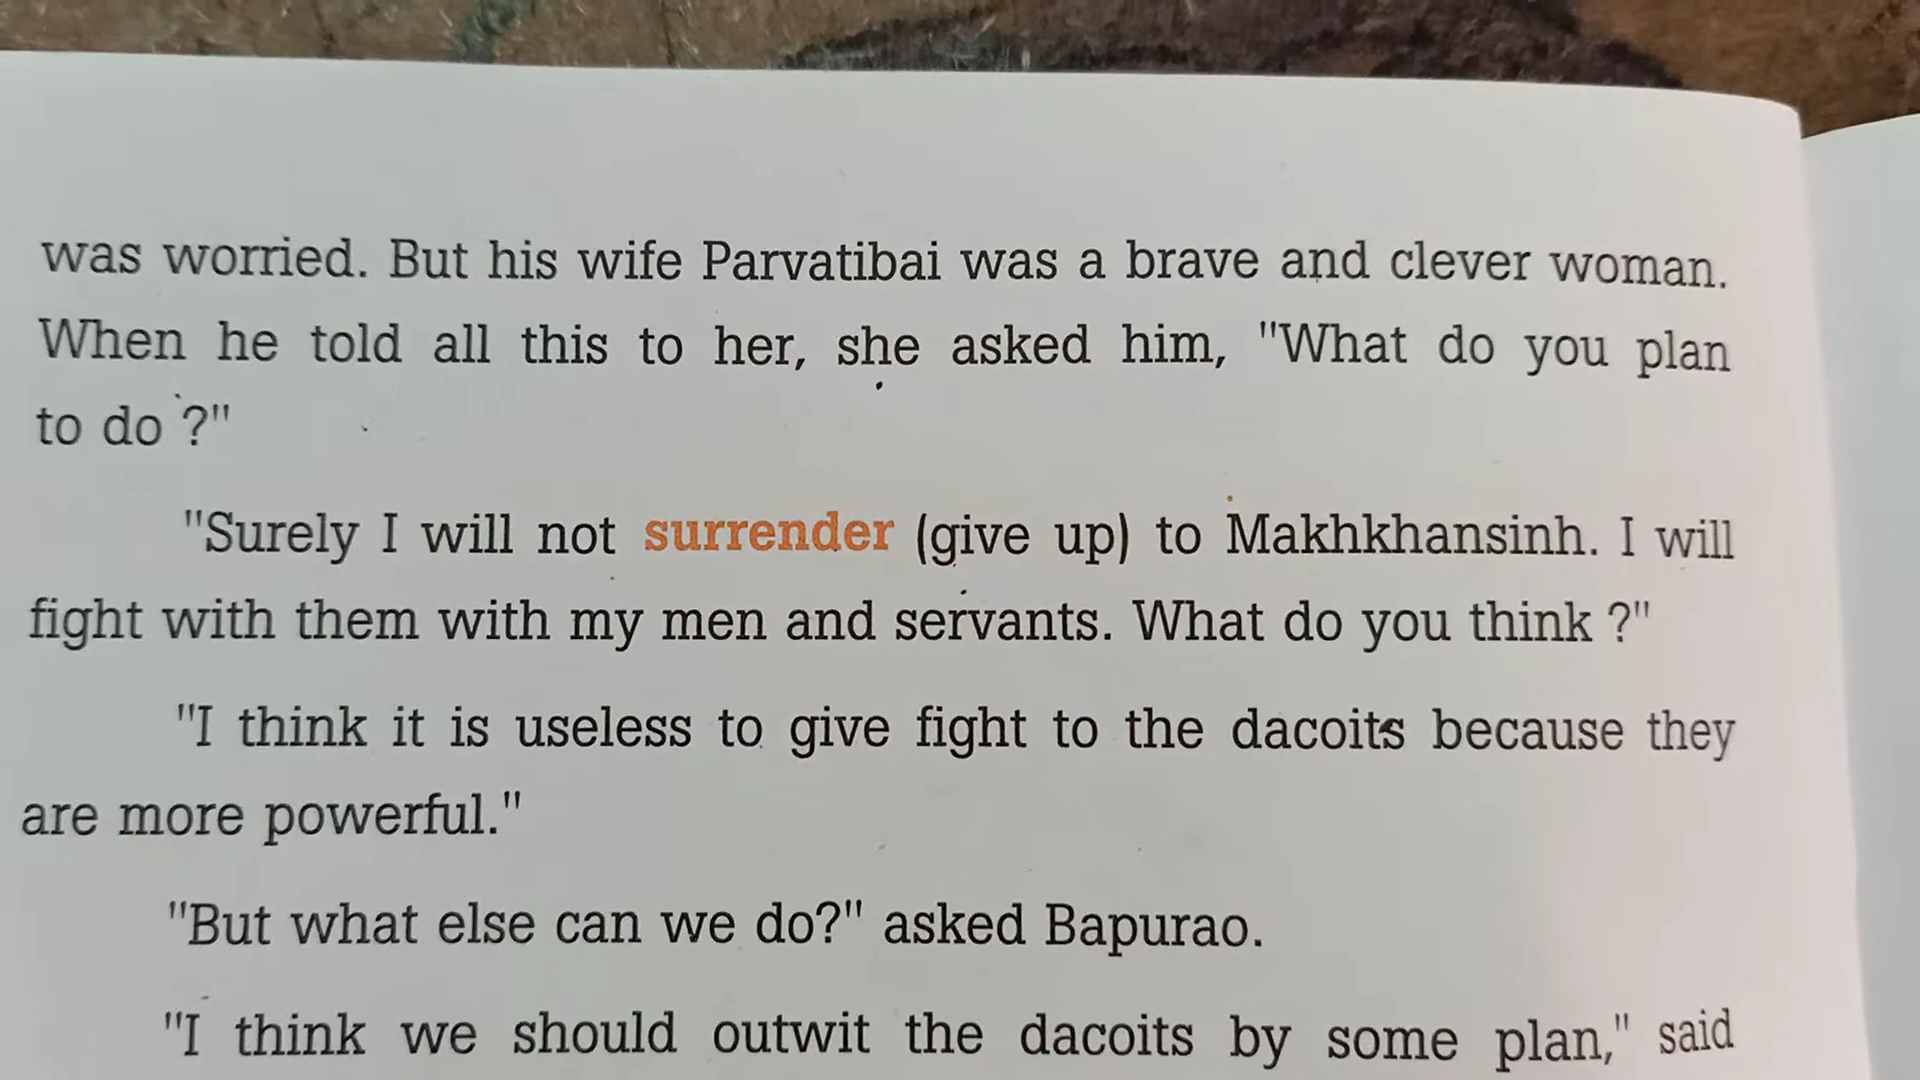 was worried. But his wife Parvatibai was a brave and clever woman.
When he told all this to her, she asked him, "What do you plan
to do ?"
"Surely I will not surrender (give up) to Makhkhansinh. I will
fight with them with my men and servants. What do you think ?"
"I think it is useless to give fight to the dacoits because they
are more powerful."
"But what else can we do?" asked Bapurao.
"I think we should outwit the dacoits by some plan," said